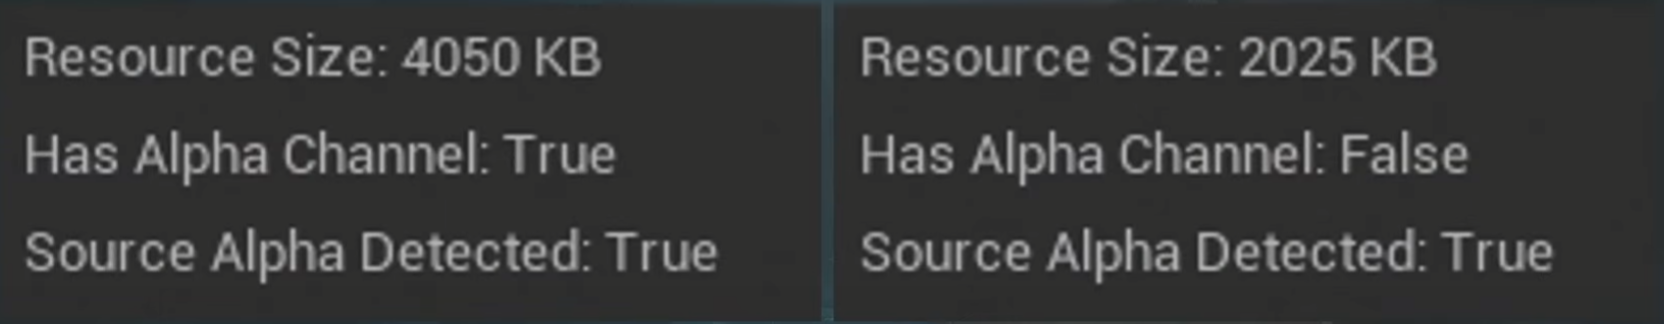 Resource Size: 4050 KB
Has Alpha Channel: True
Source Alpha Detected: True
Resource Size: 2025 KB
Has Alpha Channel: False
Source Alpha Detected: True